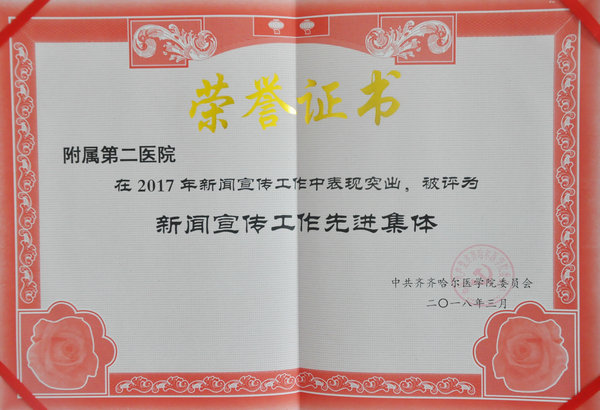 荣誉证书
附属第二医院
在2017年新闻宣传工作中表现突出，被评为
新闻宣传工作先进集体
中共齐齐哈尔医学院委员会
二〇一八年三月